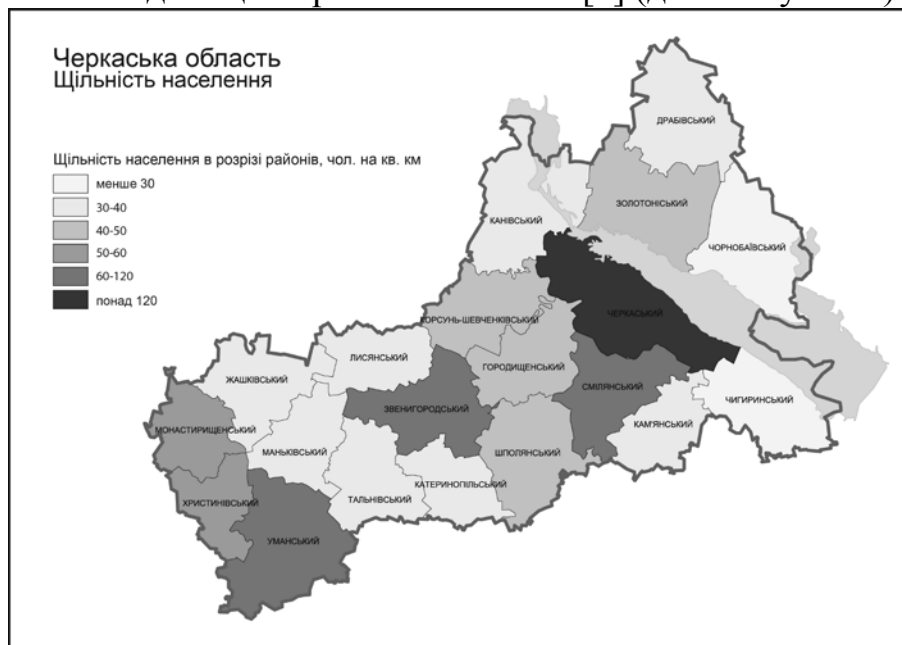 Черкаська область
Щільність населення
Щільність населення в розрізі районів, чол. на кв. км
менше 30
30-40
40-50
50-60
60-120
понад 120
ДРАБІВСЬКИЙ
ЗОЛОТОНІСЬКИЙ
КАНІВСЬКИЙ
ЧОРНОБАЇВСЬКИЙ
ЧЕРКАСЬКИЙ
КОРСУНЬ-ШЕВЧЕНКІВСЬКИЙ
ЛИСЯНСЬКИЙ
ГОРОДИЩЕНСЬКИЙ
ЖАШКІВСЬКИЙ
СМІЛЯНСЬКИЙ
ЧИГИРИНСЬКИЙ
ЗВЕНИГОРОДСЬКИЙ
КАМ'ЯНСЬКИЙ
МОНАСТИРИЩЕНСЬКИЙ
МАНЬКІВСЬКИЙ
ШПОЛЯНСЬКИЙ
КАТЕРИНОПІЛЬСЬКИЙ
ТАЛЬНІВСЬКИЙ
ХРИСТИНІВСЬКИЙ
УМАНСЬКИЙ